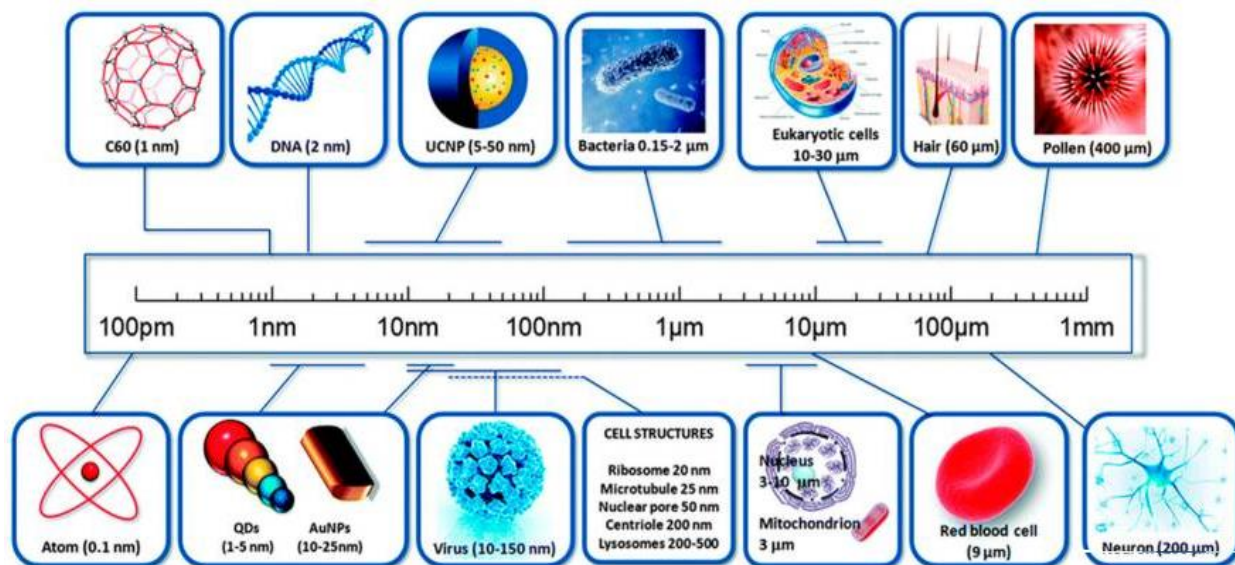 C60 (1 nm)
DNA (2 nm)
UCNP (5-50 nm)
Bacteria 0.15-2 µm
Eukaryotic cells
10-30 µm
Hair (60 µm)
Pollen (400 µm)
100pm
1nm
10nm
100nm
1µm
10µm
100µm
1mm
Atom (0.1 nm)
QDs
(1-5 nm)
AuNPs
(10-25nm)
Virus (10-150 nm)
CELL STRUCTURES
Ribosome 20 nm
Microtubule 25 nm
Nuclear pore 50 nm
Centriole 200 nm
Lysosomes 200-500
Nucleus
3-10 µm
Mitochondrion
3 µm
Red blood cell
(9 µm)
Neuron (200 µm)